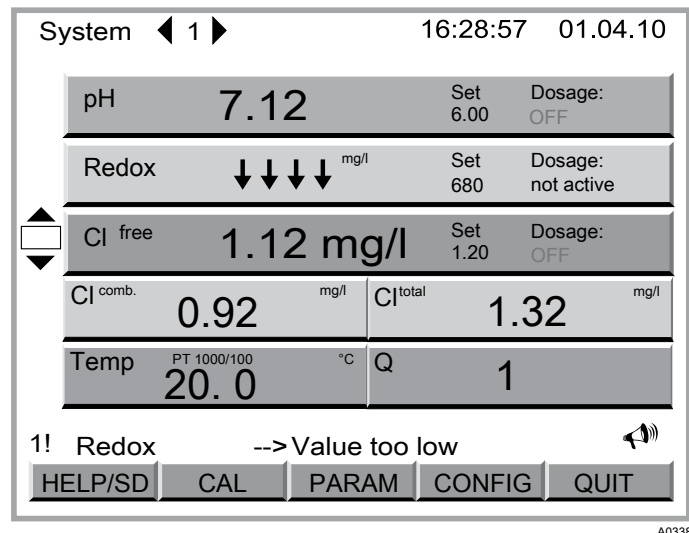 System 1 16:28:57 01.04.10
pH 7.12 Set 6.00 Dosage: OFF
Redox ↓↓↓↓ mg/l Set 680 Dosage: not active
Cl free 1.12 mg/l Set 1.20 Dosage: OFF
Cl comb. 0.92 mg/l Cl total 1.32 mg/l
Temp PT 1000/100 20. 0 °C Q 1
1! Redox --> Value too low
HELP/SD CAL PARAM CONFIG QUIT
A0338